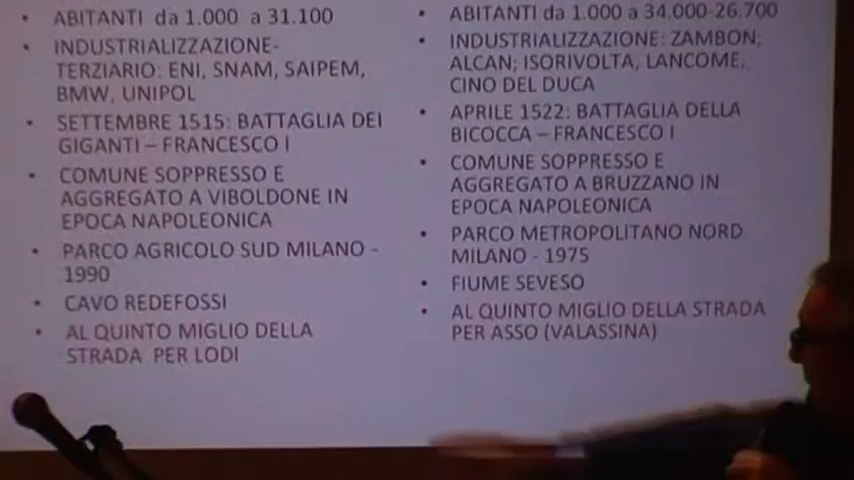 • ABITANTI da 1.000 a 31.100
• INDUSTRIALIZZAZIONE-
TERZIARIO: ENI, SNAM, SAIPEM,
BMW, UNIPOL
• SETTEMBRE 1515: BATTAGLIA DEI
GIGANTI – FRANCESCO I
• COMUNE SOPPRESSO E
AGGREGATO A VIBOLDONE IN
EPOCA NAPOLEONICA
• PARCO AGRICOLO SUD MILANO -
1990
• CAVO REDEFOSSI
• AL QUINTO MIGLIO DELLA
STRADA PER LODI
• ABITANTI da 1.000 a 34.000-26.700
• INDUSTRIALIZZAZIONE: ZAMBON;
ALCAN; ISORIVOLTA, LANCOME,
CINO DEL DUCA
• APRILE 1522: BATTAGLIA DELLA
BICOCCA – FRANCESCO I
• COMUNE SOPPRESSO E
AGGREGATO A BRUZZANO IN
EPOCA NAPOLEONICA
• PARCO METROPOLITANO NORD
MILANO - 1975
• FIUME SEVESO
• AL QUINTO MIGLIO DELLA STRADA
PER ASSO (VALASSINA)